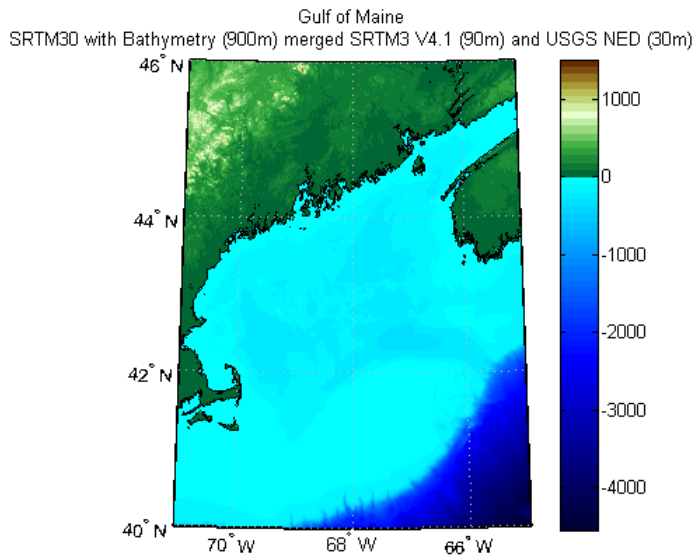 Gulf of Maine
SRTM30 with Bathymetry (900m) merged SRTM3 V4.1 (90m) and USGS NED (30m)
46° N
44° N
42° N
40° N
70° W
68° W
66° W
1000
0
-1000
-2000
-3000
-4000